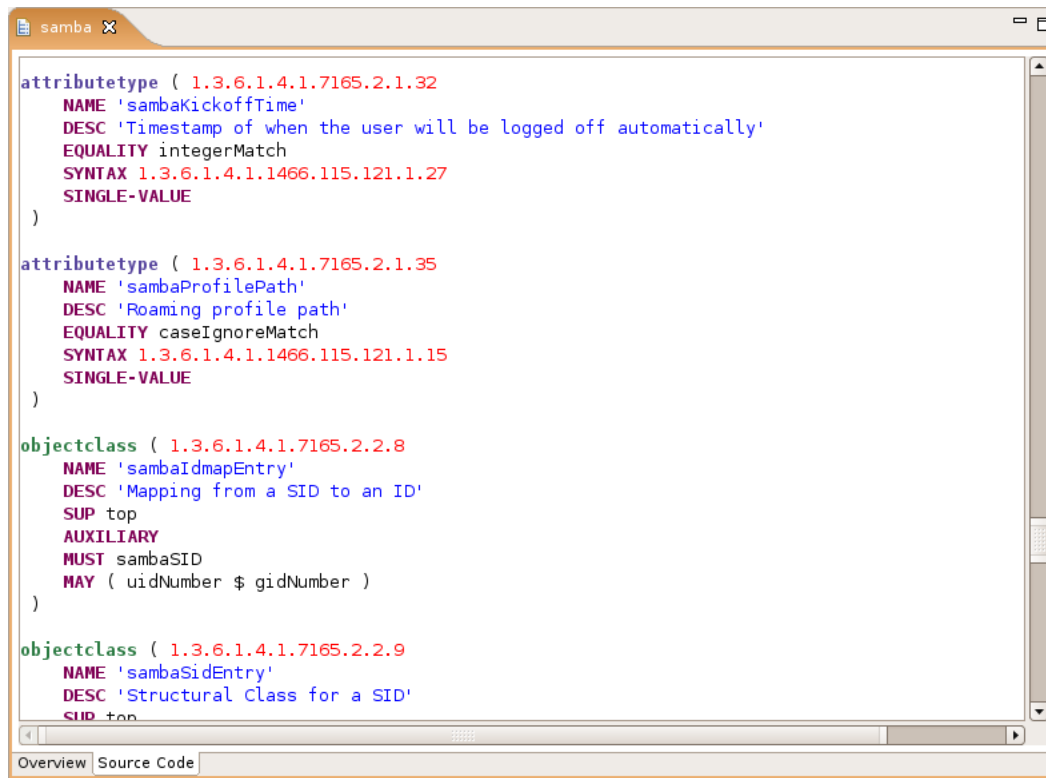 samba
attributetype ( 1.3.6.1.4.1.7165.2.1.32
NAME 'sambaKickoffTime'
DESC 'Timestamp of when the user will be logged off automatically'
EQUALITY integerMatch
SYNTAX 1.3.6.1.4.1.1466.115.121.1.27
SINGLE-VALUE
)
attributetype ( 1.3.6.1.4.1.7165.2.1.35
NAME 'sambaProfilePath'
DESC 'Roaming profile path'
EQUALITY caseIgnoreMatch
SYNTAX 1.3.6.1.4.1.1466.115.121.1.15
SINGLE-VALUE
)
objectclass ( 1.3.6.1.4.1.7165.2.2.8
NAME 'sambaIdmapEntry'
DESC 'Mapping from a SID to an ID'
SUP top
AUXILIARY
MUST sambaSID
MAY ( uidNumber $ gidNumber )
)
objectclass ( 1.3.6.1.4.1.7165.2.2.9
NAME 'sambaSidEntry'
DESC 'Structural Class for a SID'
SUP top
Overview Source Code